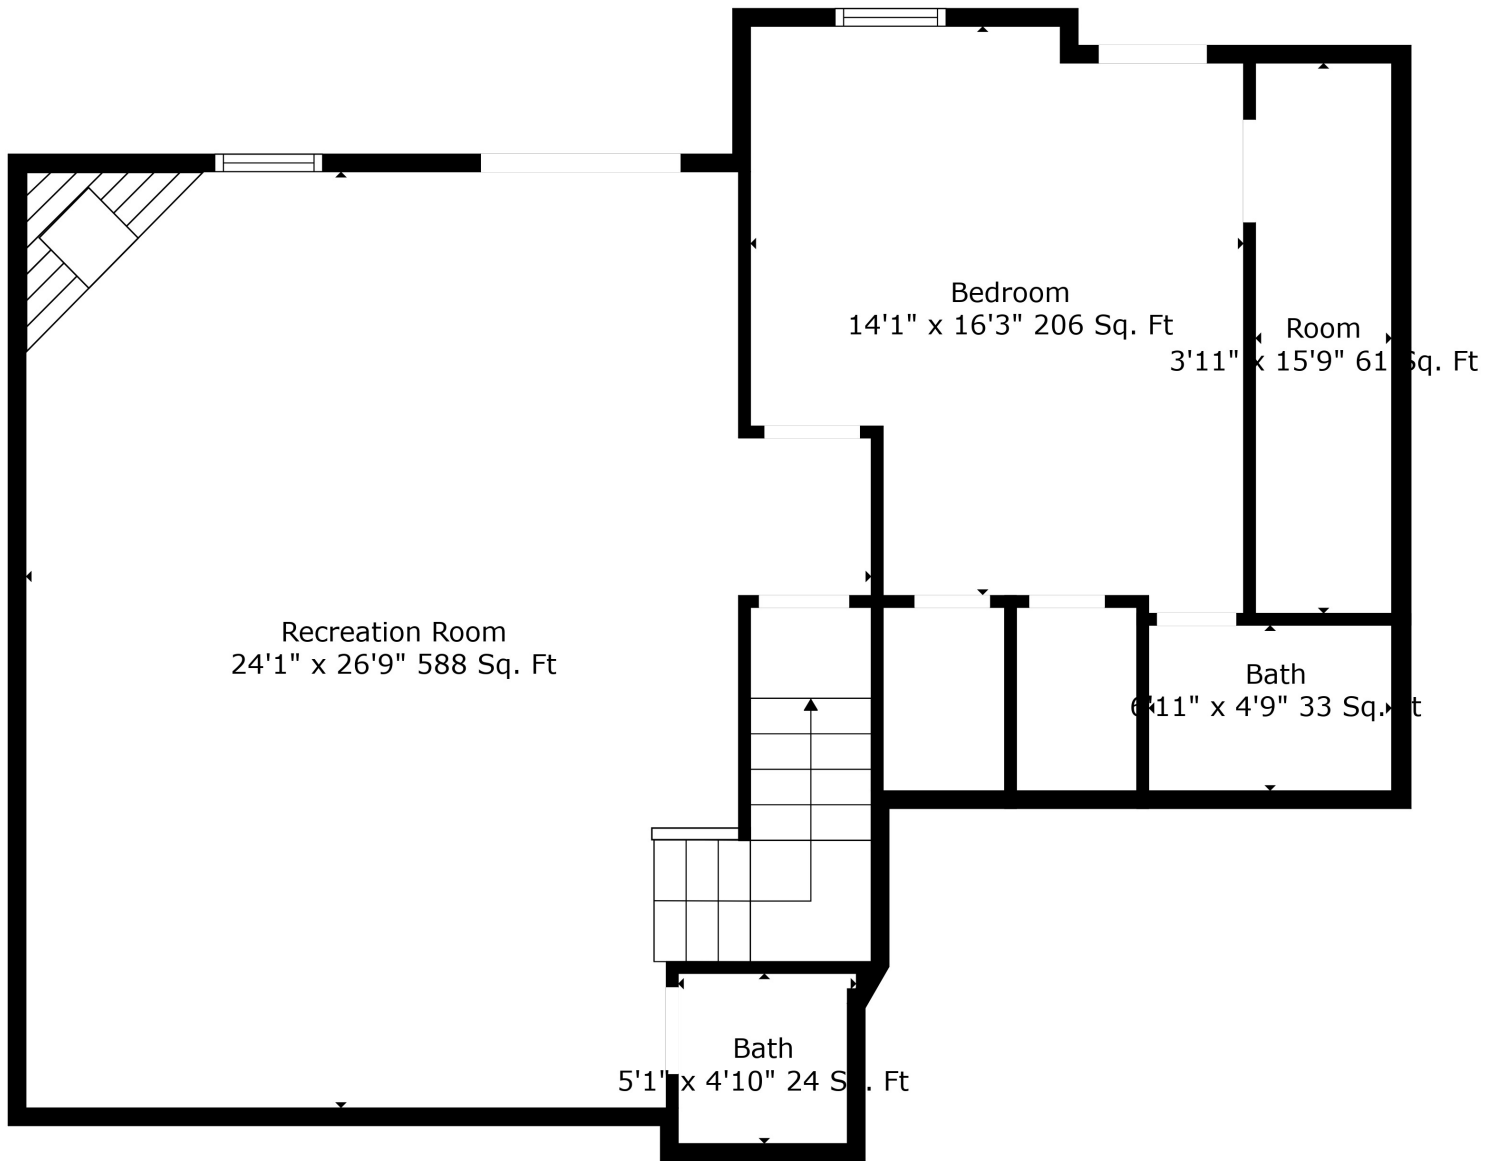 Bedroom
14'1" x 16'3" 206 Sq. Ft
Room
3'11" x 15'9" 61 Sq. Ft
Recreation Room
24'1" x 26'9" 588 Sq. Ft
Bath
6'11" x 4'9" 33 Sq. Ft
Bath
5'1" x 4'10" 24 Sq. Ft